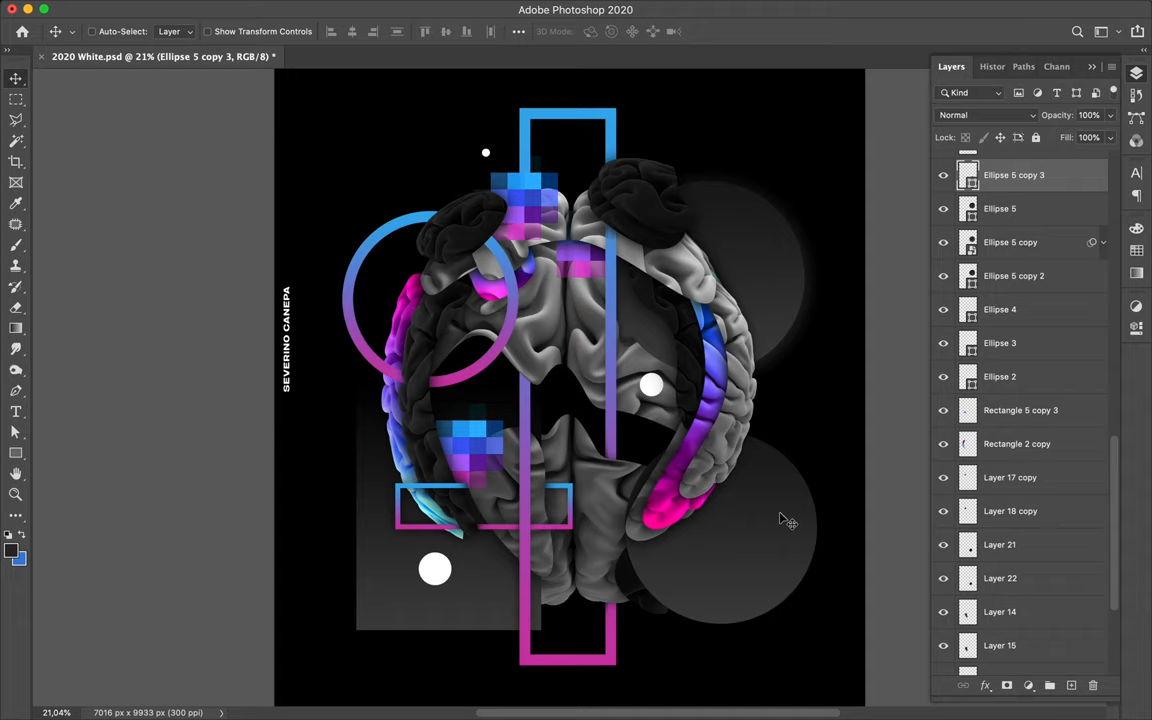 Adobe Photoshop 2020
Auto-Select: Layer Show Transform Controls 3D Mode:
2020 White.psd @ 21% (Ellipse 5 copy 3, RGB/8) *
Layers Histor Paths Chann
Kind
Normal Opacity: 100%
Lock: Fill: 100%
Ellipse 5 copy 3
Ellipse 5
Ellipse 5 copy
Ellipse 5 copy 2
Ellipse 4
Ellipse 3
Ellipse 2
Rectangle 5 copy 3
Rectangle 2 copy
Layer 17 copy
Layer 18 copy
Layer 21
Layer 22
Layer 14
Layer 15
SEVERINO CANEPA
21,04% 7016 px x 9933 px (300 ppi)